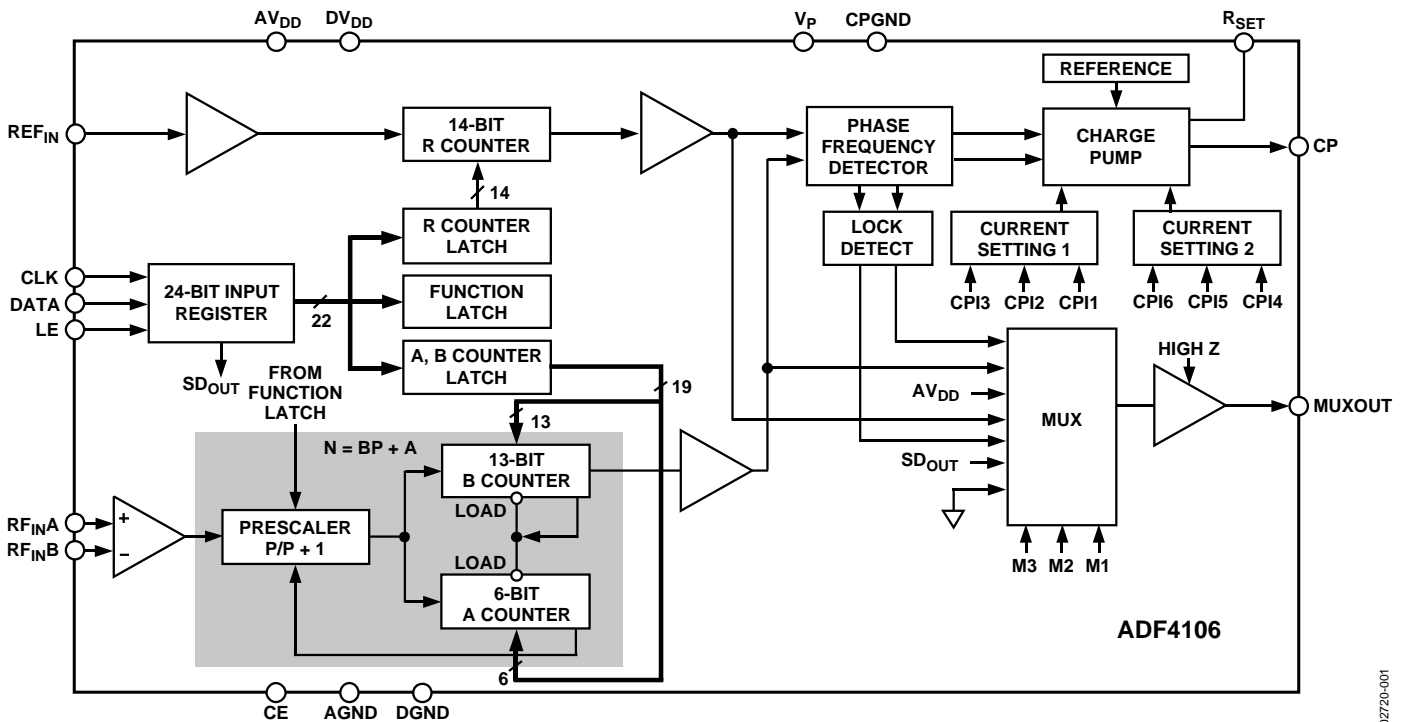 AVDD DVDD VP CPGND RSET
REFERENCE
REFIN
14-BIT
R COUNTER
PHASE
FREQUENCY
DETECTOR
CHARGE
PUMP
CP
14
R COUNTER
LATCH
LOCK
DETECT
CURRENT
SETTING 1
CURRENT
SETTING 2
CLK
DATA
LE
24-BIT INPUT
REGISTER
22
FUNCTION
LATCH
CPI3 CPI2 CPI1 CPI6 CPI5 CPI4
A, B COUNTER
LATCH
SDOUT
FROM
FUNCTION
LATCH
19
HIGH Z
AVDD
MUX
MUXOUT
13
N = BP + A
13-BIT
B COUNTER
SDOUT
LOAD
RFINA
RFINB
+
–
PRESCALER
P/P + 1
LOAD
M3 M2 M1
6-BIT
A COUNTER
6
ADF4106
CE AGND DGND
02720-001